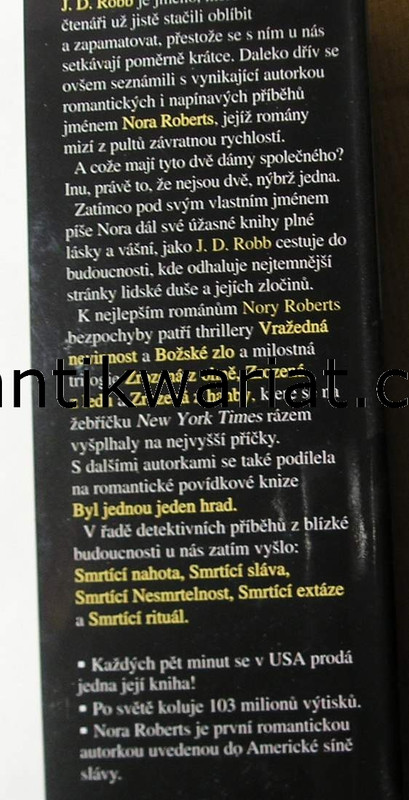 J. D. Robb je jméno,
čtenáři už jistě stačili oblíbit
a zapamatovat, přestože se s ním u nás
setkávají poměrně krátce. Daleko dřív se
ovšem seznámili s vynikající autorkou
romantických i napínavých příběhů
jménem Nora Roberts, jejíž romány
mizí z pultů závratnou rychlostí.
A cože mají tyto dvě dámy společného?
Inu, právě to, že nejsou dvě, nýbrž jedna.
Zatímco pod svým vlastním jménem
píše Nora dál své úžasné knihy plné
lásky a vášní, jako J. D. Robb cestuje do
budoucnosti, kde odhaluje nejtemnější
stránky lidské duše a jejích zločinů.
K nejlepším románům Nory Roberts
bezpochyby patří thrillery Vražedná
nevinnost a Božské zlo a milostná
trilogie
antikwariat.c
žebříčku New York Times rázem
vyšplhaly na nejvyšší příčky.
S dalšími autorkami se také podílela
na romantické povídkové knize
Byl jednou jeden hrad.
V řadě detektivních příběhů z blízké
budoucnosti u nás zatím vyšlo:
Smrtící nahota, Smrtící sláva,
Smrtící Nesmrtelnost, Smrtící extáze
a Smrtící rituál.
▪ Každých pět minut se v USA prodá
jedna její kniha!
▪ Po světě koluje 103 milionů výtisků.
▪ Nora Roberts je první romantickou
autorkou uvedenou do Americké síně
slávy.